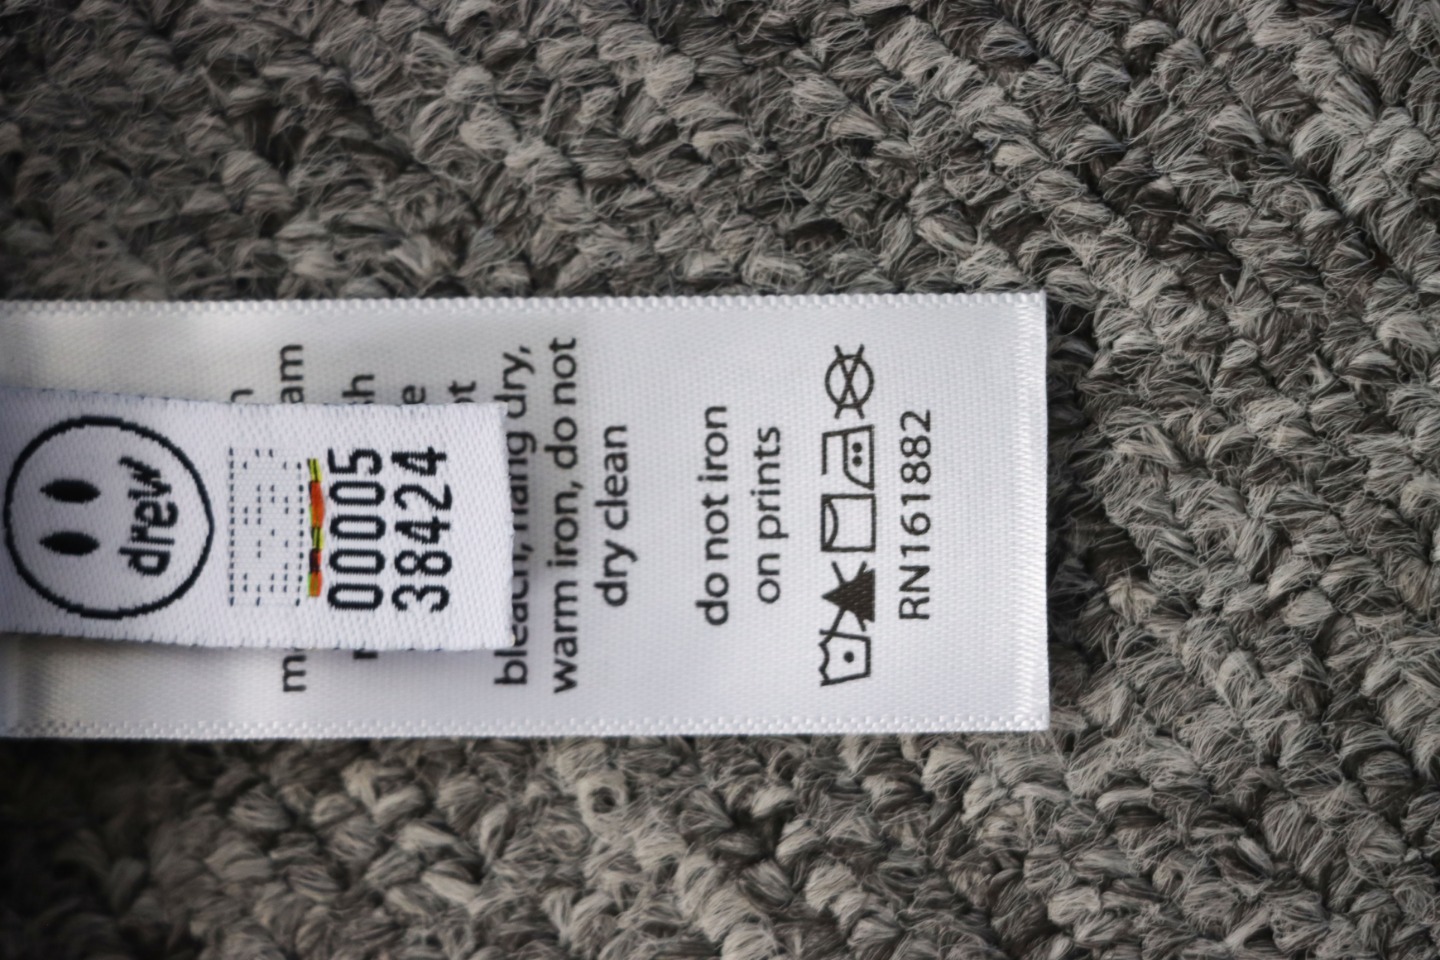 drew
00005
38424
bleach, hang dry,
warm iron, do not
dry clean
do not iron
on prints
RN161882